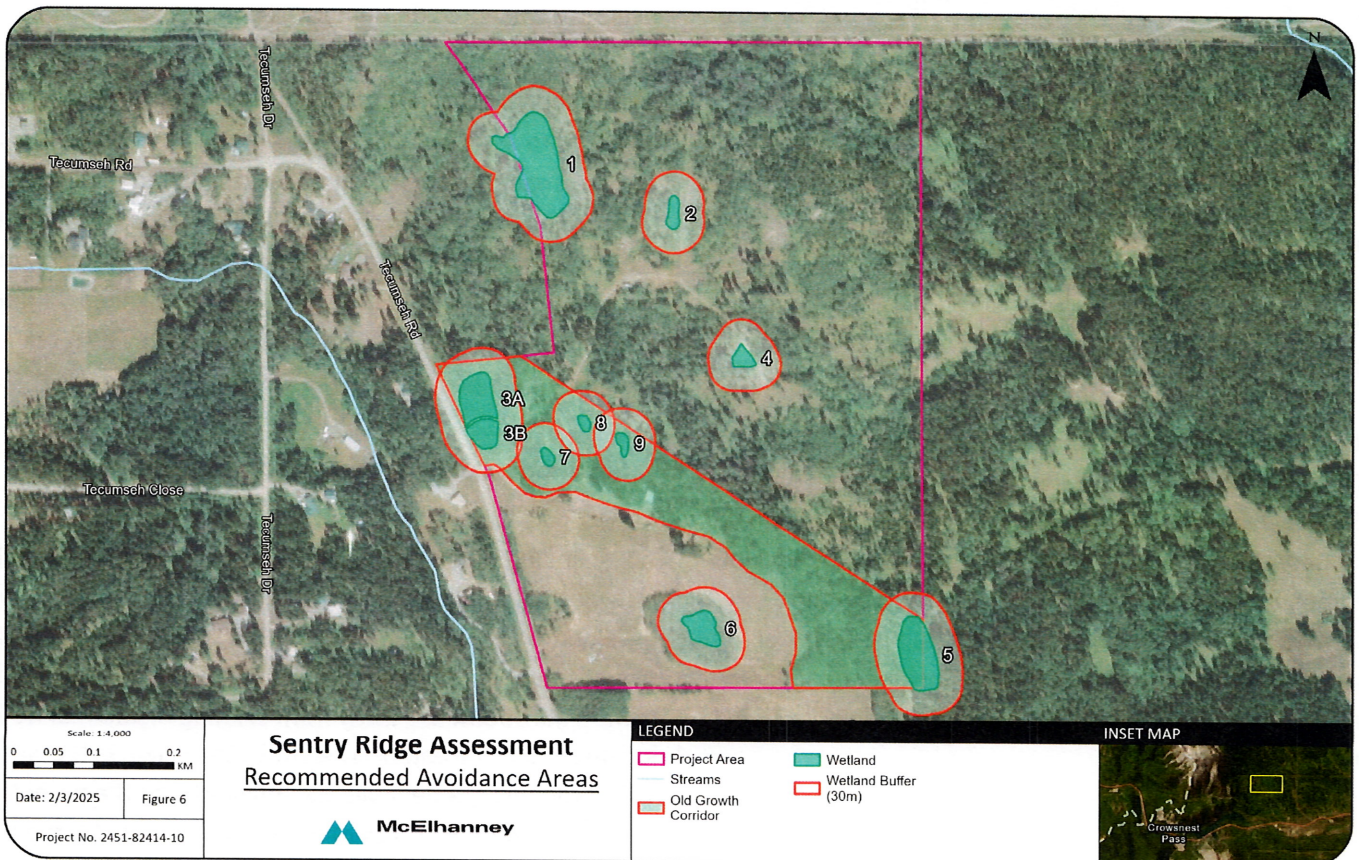 N
Tecumseh Dr
Tecumseh Rd
1
2
Tecumseh Rd
4
3A
3B
8
9
7
Tecumseh Close
Tecumseh Dr
6
5
Scale: 1:4,000
0 0.05 0.1 0.2
KM
Date: 2/3/2025
Figure 6
Project No. 2451-82414-10
Sentry Ridge Assessment
Recommended Avoidance Areas
McElhanney
LEGEND
Project Area
Streams
Old Growth
Corridor
Wetland
Wetland Buffer
(30m)
INSET MAP
Crowsnest
Pass